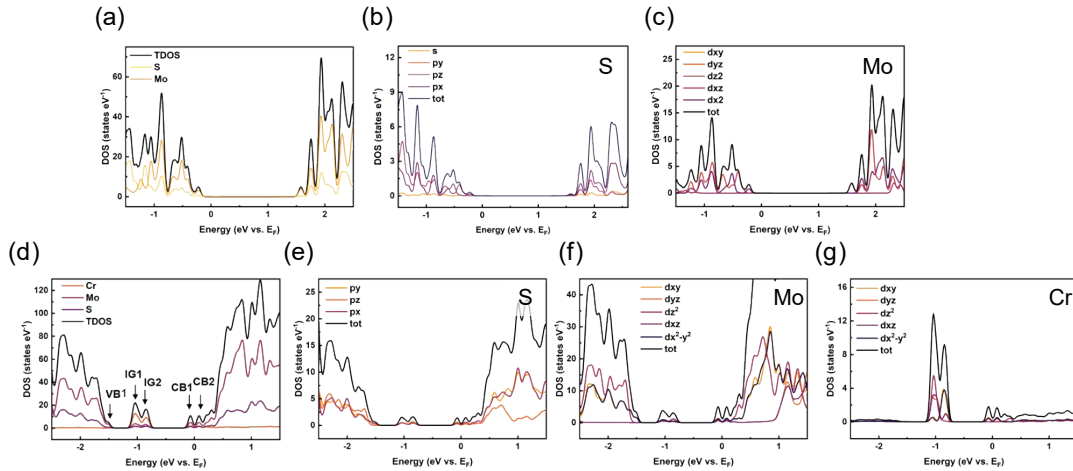 (a)
(b)
(c)
TDOS
S
Mo
DOS (states eV⁻¹)
60
40
20
0
-1
0
1
2
Energy (eV vs. E_F)
s
py
pz
px
tot
S
DOS (states eV⁻¹)
12
9
6
3
0
-1
0
1
2
Energy (eV vs. E_F)
dxy
dyz
dz2
dxz
dx2
tot
Mo
DOS (states eV⁻¹)
25
20
15
10
5
0
-1
0
1
2
Energy (eV vs. E_F)
(d)
(e)
(f)
(g)
Cr
Mo
S
TDOS
VB1
IG1
IG2
CB1
CB2
DOS (states eV⁻¹)
120
100
80
60
40
20
0
-2
-1
0
1
Energy (eV vs. E_F)
py
pz
px
tot
S
DOS (states eV⁻¹)
25
20
15
10
5
0
-2
-1
0
1
Energy (eV vs. E_F)
dxy
dyz
dz²
dxz
dx²-y²
tot
Mo
DOS (states eV⁻¹)
40
30
20
10
0
-2
-1
0
1
Energy (eV vs. E_F)
dxy
dyz
dz²
dxz
dx²-y²
tot
Cr
DOS (states eV⁻¹)
16
12
8
4
0
-2
-1
0
1
Energy (eV vs. E_F)